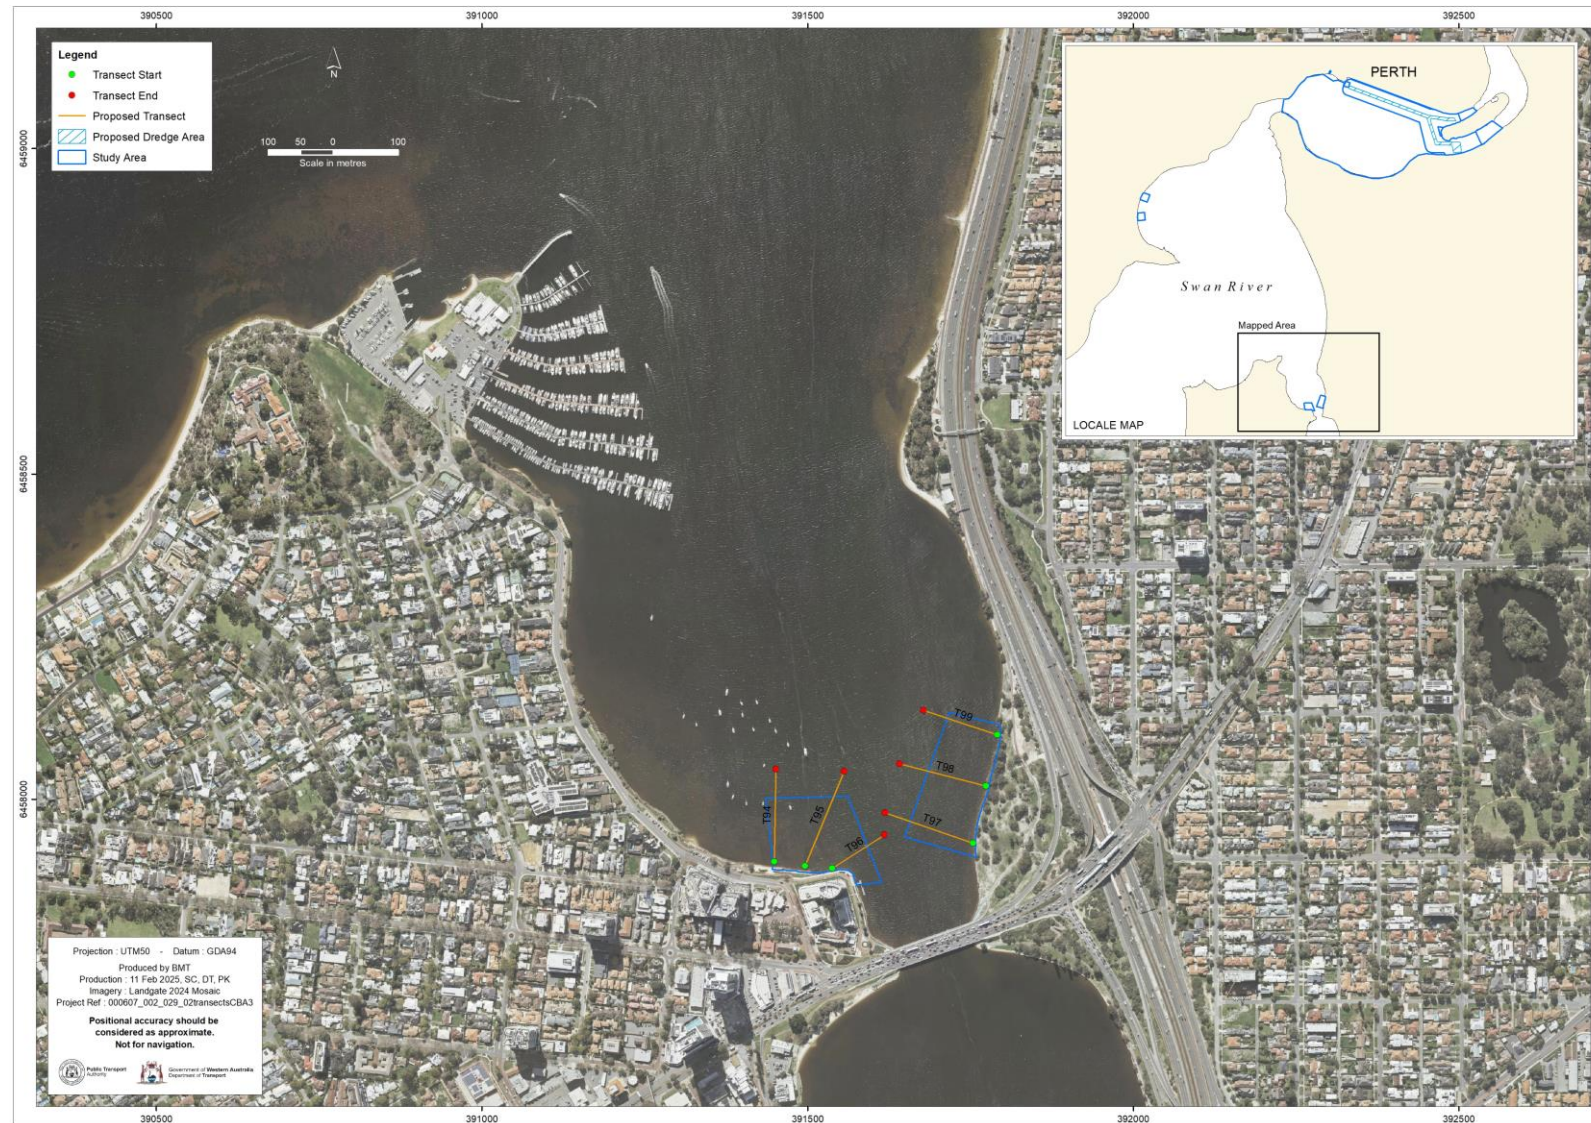 390500
391000
391500
392000
392500
Legend
Transect Start
Transect End
Proposed Transect
Proposed Dredge Area
Study Area
N
100 50 0 100
Scale in metres
PERTH
Swan River
Mapped Area
LOCALE MAP
6459000
6458500
6458000
T99
T98
T97
T94
T95
T96
Projection : UTM50 - Datum : GDA94
Produced by BMT
Production : 11 Feb 2025, SC, DT, PK
Imagery : Landgate 2024 Mosaic
Project Ref : 000607_002_029_02transectsCBA3
Positional accuracy should be
considered as approximate.
Not for navigation.
Public Transport
Authority
Government of Western Australia
Department of Transport
390500
391000
391500
392000
392500